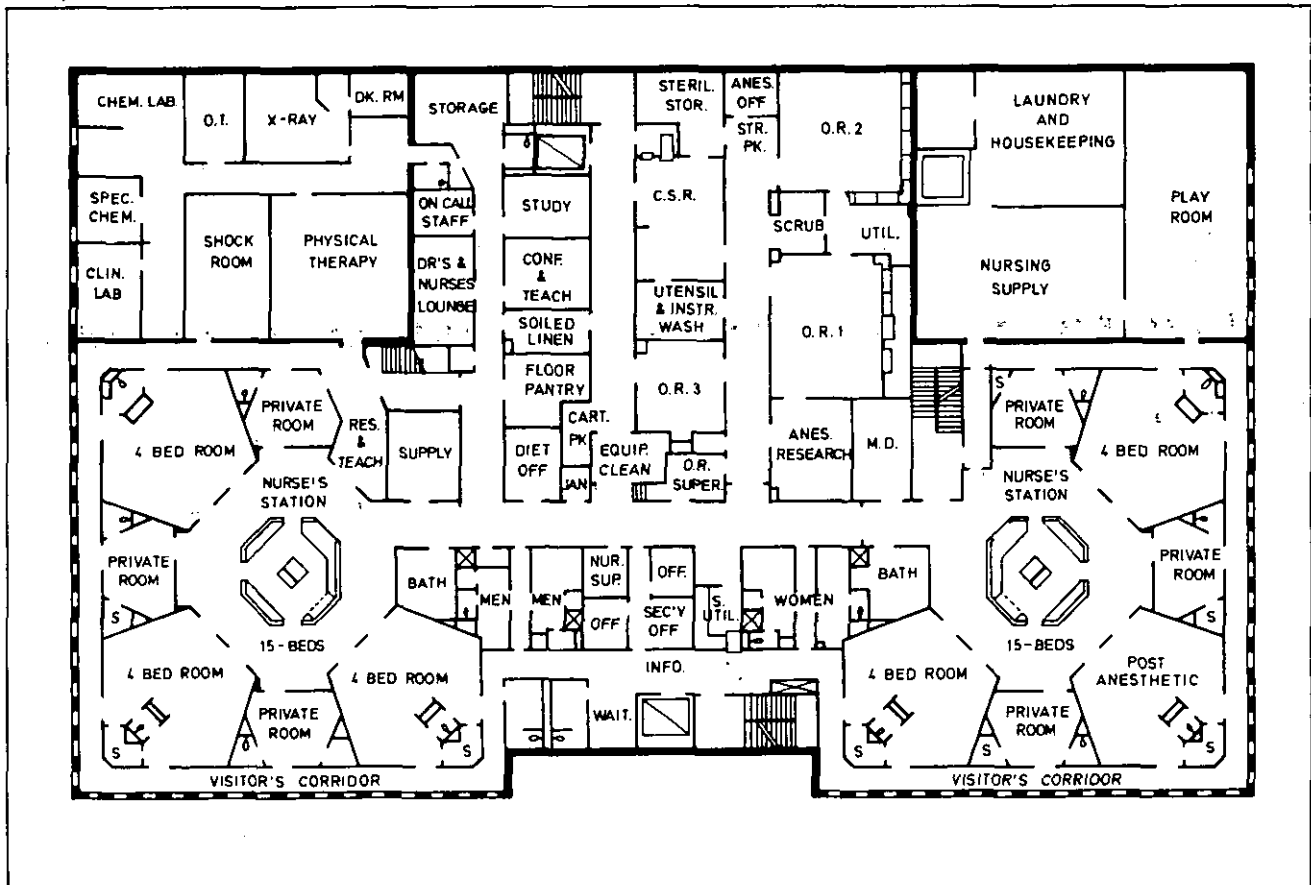 CHEM. LAB.
O.T.
X-RAY
DK. RM
STORAGE
STERIL.
STOR.
ANES.
OFF
STR.
PK.
O.R. 2
LAUNDRY
AND
HOUSEKEEPING
PLAY
ROOM
SPEC.
CHEM.
CLIN.
LAB
SHOCK
ROOM
PHYSICAL
THERAPY
ON CALL
STAFF
DR'S &
NURSES
LOUNGE
STUDY
CONF.
&
TEACH
SOILED
LINEN
FLOOR
PANTRY
C.S.R.
UTENSIL
& INSTR.
WASH
SCRUB
UTIL.
O.R. 1
NURSING
SUPPLY
O.R. 3
4 BED ROOM
PRIVATE
ROOM
RES.
&
TEACH
SUPPLY
DIET
OFF
CART.
PK
JAN
EQUIP.
CLEAN
O.R.
SUPER.
ANES.
RESEARCH
M.D.
S
PRIVATE
ROOM
S
4 BED ROOM
NURSE'S
STATION
NURSE'S
STATION
PRIVATE
ROOM
S
BATH
MEN
MEN
NUR.
SUP.
OFF
OFF.
SEC'Y
OFF
S.
UTIL.
WOMEN
BATH
PRIVATE
ROOM
S
15-BEDS
15-BEDS
4 BED ROOM
4 BED ROOM
INFO.
4 BED ROOM
POST
ANESTHETIC
PRIVATE
ROOM
WAIT.
PRIVATE
ROOM
S
S
S
S
S
VISITOR'S CORRIDOR
VISITOR'S CORRIDOR